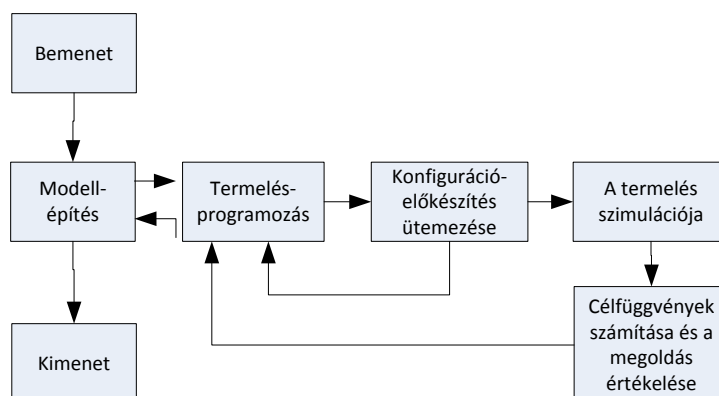 Bemenet
Modell-
építés
Termelés-
programozás
Konfiguráció-
előkészítés
ütemezése
A termelés
szimulációja
Célfüggvények
számítása és a
megoldás
értékelése
Kimenet